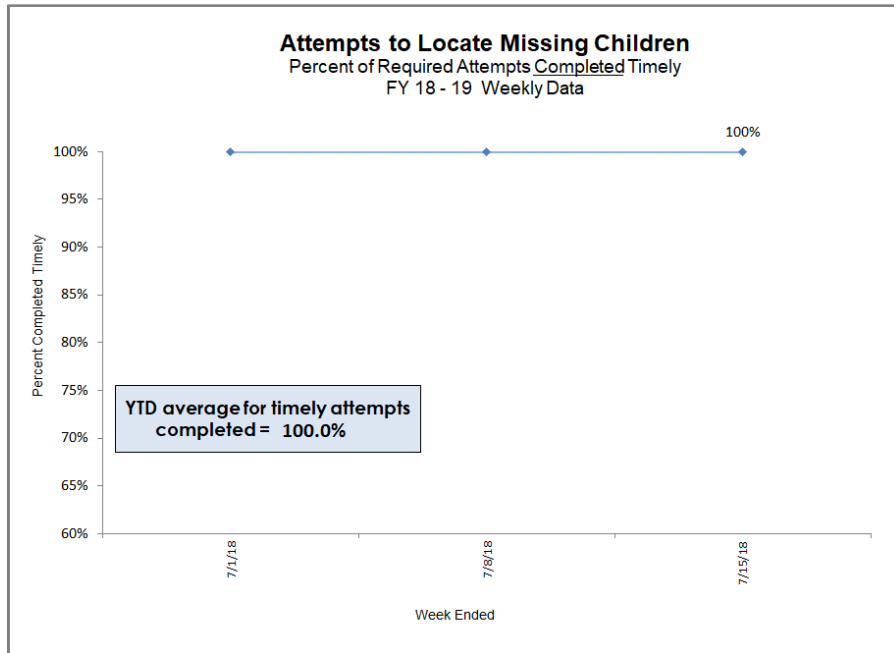 Attempts to Locate Missing Children
Percent of Required Attempts Completed Timely
FY 18 - 19 Weekly Data
100%
100%
95%
90%
85%
80%
75%
70%
65%
60%
Percent Completed Timely
YTD average for timely attempts
completed = 100.0%
7/1/18
7/8/18
7/15/18
Week Ended